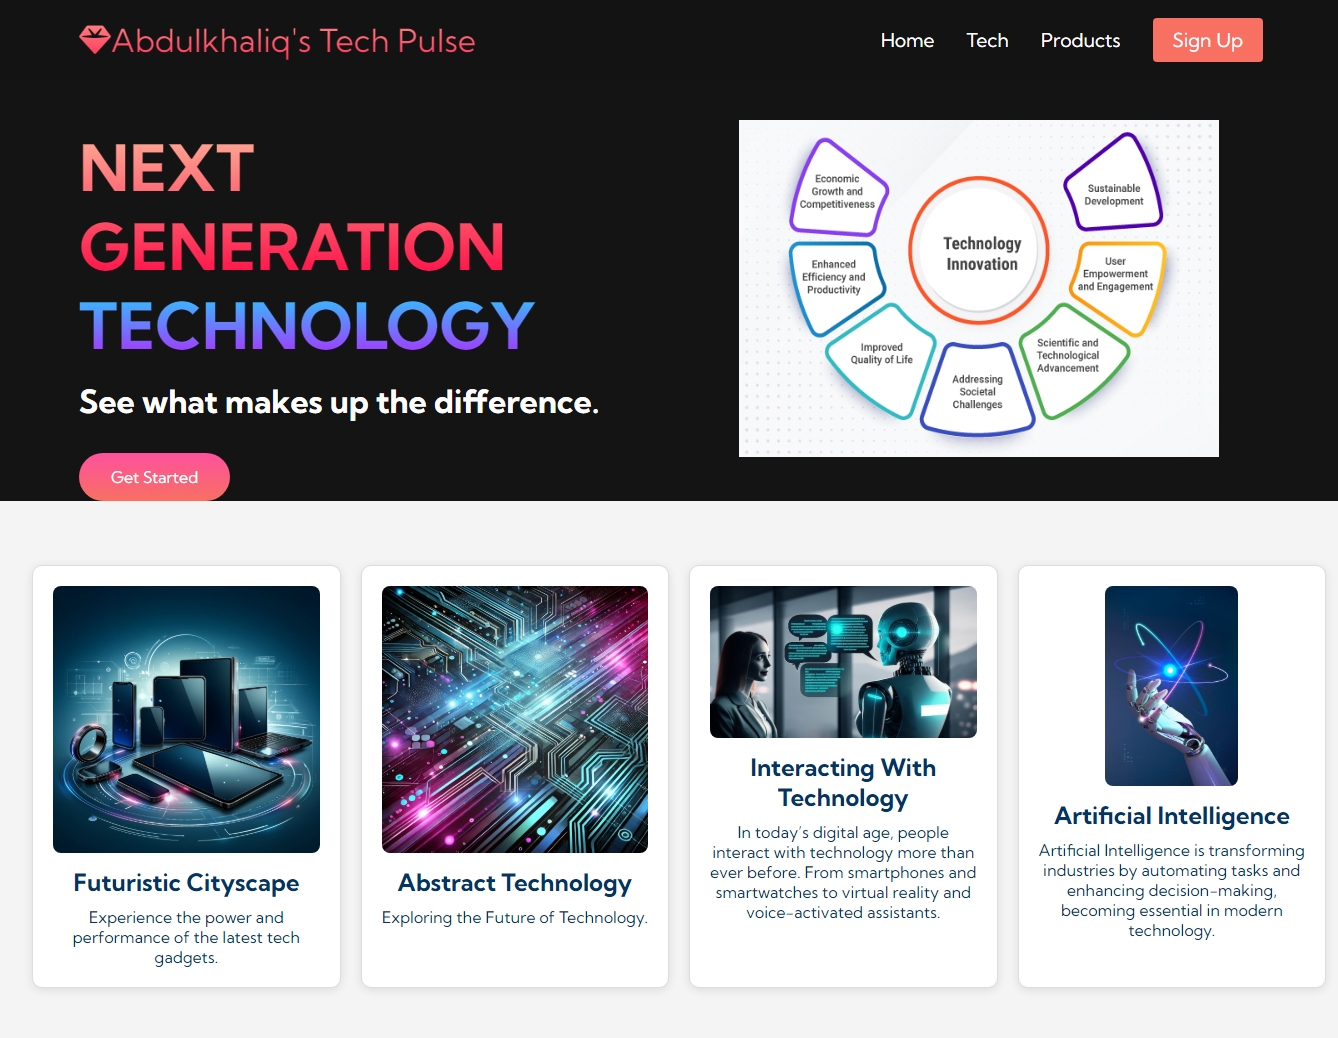 Abdulkhaliq's Tech Pulse
Home
Tech
Products
Sign Up
NEXT
GENERATION
TECHNOLOGY
See what makes up the difference.
Get Started
Economic
Growth and
Competitiveness
Enhanced
Efficiency and
Productivity
Improved
Quality of Life
Addressing
Societal
Challenges
Scientific and
Technological
Advancement
User
Empowerment
and Engagement
Sustainable
Development
Technology
Innovation
Futuristic Cityscape
Experience the power and
performance of the latest tech
gadgets.
Abstract Technology
Exploring the Future of Technology.
Interacting With
Technology
In today's digital age, people
interact with technology more than
ever before. From smartphones and
smartwatches to virtual reality and
voice-activated assistants.
Artificial Intelligence
Artificial Intelligence is transforming
industries by automating tasks and
enhancing decision-making,
becoming essential in modern
technology.